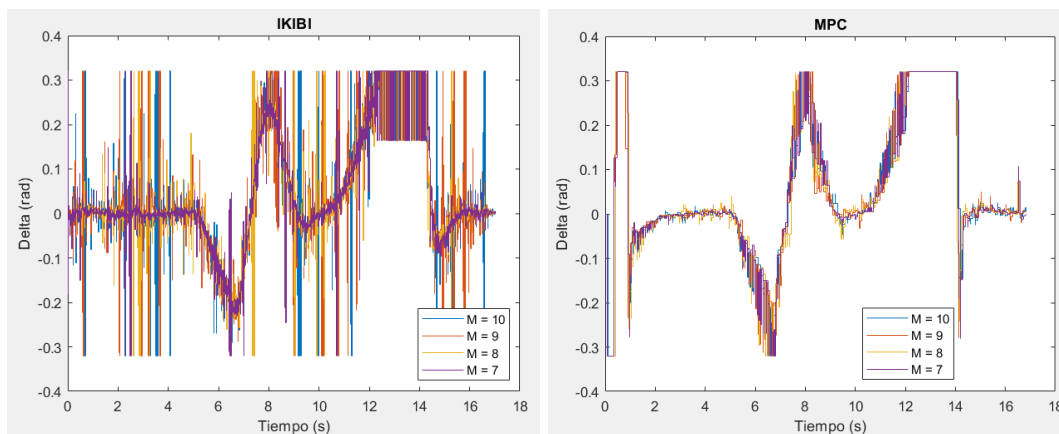 IKIBI
Delta (rad)
0.4
0.3
0.2
0.1
0
-0.1
-0.2
-0.3
-0.4
0 2 4 6 8 10 12 14 16 18
Tiempo (s)
M = 10
M = 9
M = 8
M = 7
MPC
Delta (rad)
0.4
0.3
0.2
0.1
0
-0.1
-0.2
-0.3
-0.4
0 2 4 6 8 10 12 14 16 18
Tiempo (s)
M = 10
M = 9
M = 8
M = 7